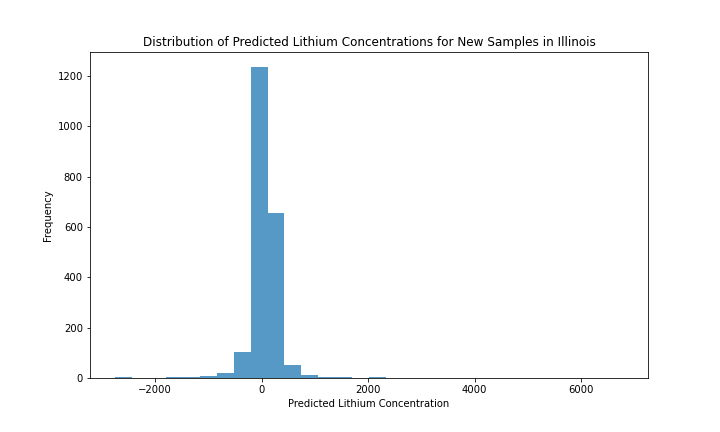 Distribution of Predicted Lithium Concentrations for New Samples in Illinois
1200
1000
800
600
400
200
0
Frequency
−2000 0 2000 4000 6000
Predicted Lithium Concentration